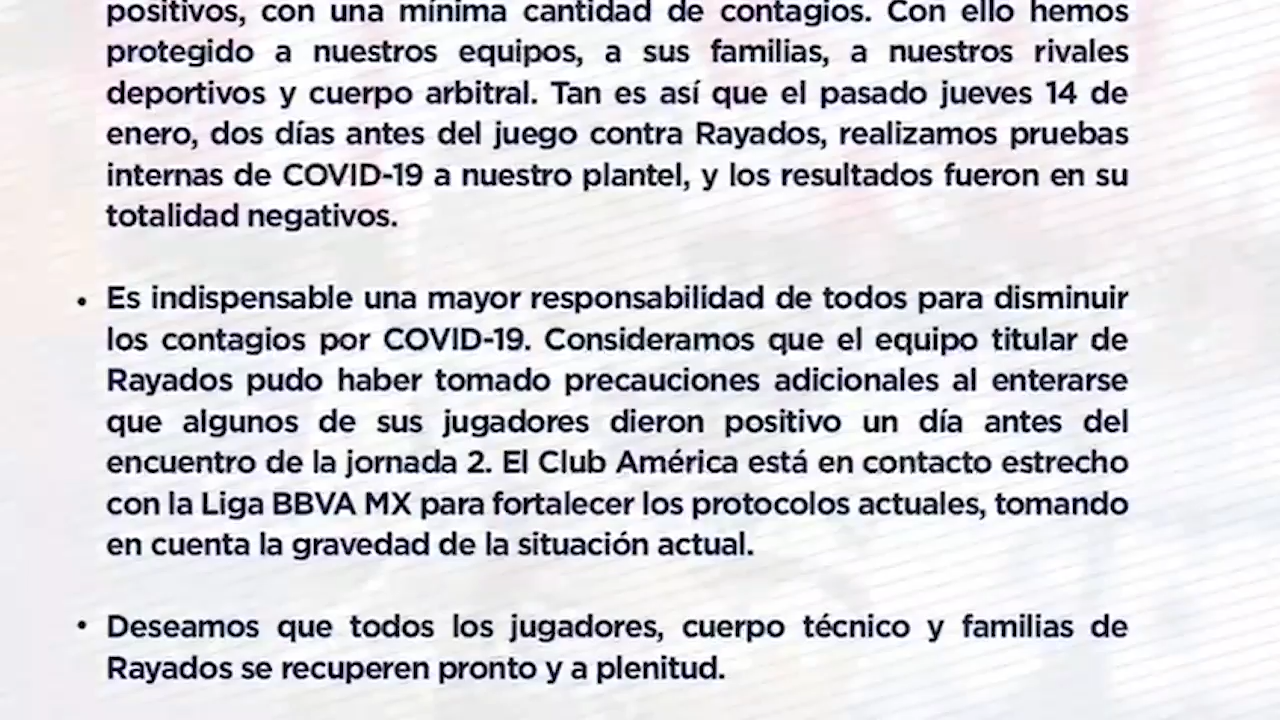 positivos, con una mínima cantidad de contagios. Con ello hemos
protegido a nuestros equipos, a sus familias, a nuestros rivales
deportivos y cuerpo arbitral. Tan es así que el pasado jueves 14 de
enero, dos días antes del juego contra Rayados, realizamos pruebas
internas de COVID-19 a nuestro plantel, y los resultados fueron en su
totalidad negativos.
• Es indispensable una mayor responsabilidad de todos para disminuir
los contagios por COVID-19. Consideramos que el equipo titular de
Rayados pudo haber tomado precauciones adicionales al enterarse
que algunos de sus jugadores dieron positivo un día antes del
encuentro de la jornada 2. El Club América está en contacto estrecho
con la Liga BBVA MX para fortalecer los protocolos actuales, tomando
en cuenta la gravedad de la situación actual.
• Deseamos que todos los jugadores, cuerpo técnico y familias de
Rayados se recuperen pronto y a plenitud.